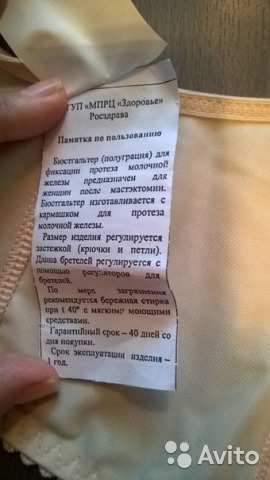 ГУП «МПРЦ «Здоровье»
Росздрава
Памятка по пользованию
Бюстгальтер (полуграция) для
фиксации протеза молочной
железы предназначен для
женщин после мастэктомии.
Бюстгальтер изготавливается с
кармашком для протеза
молочной железы.
Размер изделия регулируется
застежкой (крючки и петли).
Длина бретелей регулируется с
помощью регуляторов для
бретелей.
По мере загрязнения
рекомендуется бережная стирка
при t 40° с мягкими моющими
средствами.
Гарантийный срок – 40 дней со
дня покупки.
Срок эксплуатации изделия –
1 год.
Avito